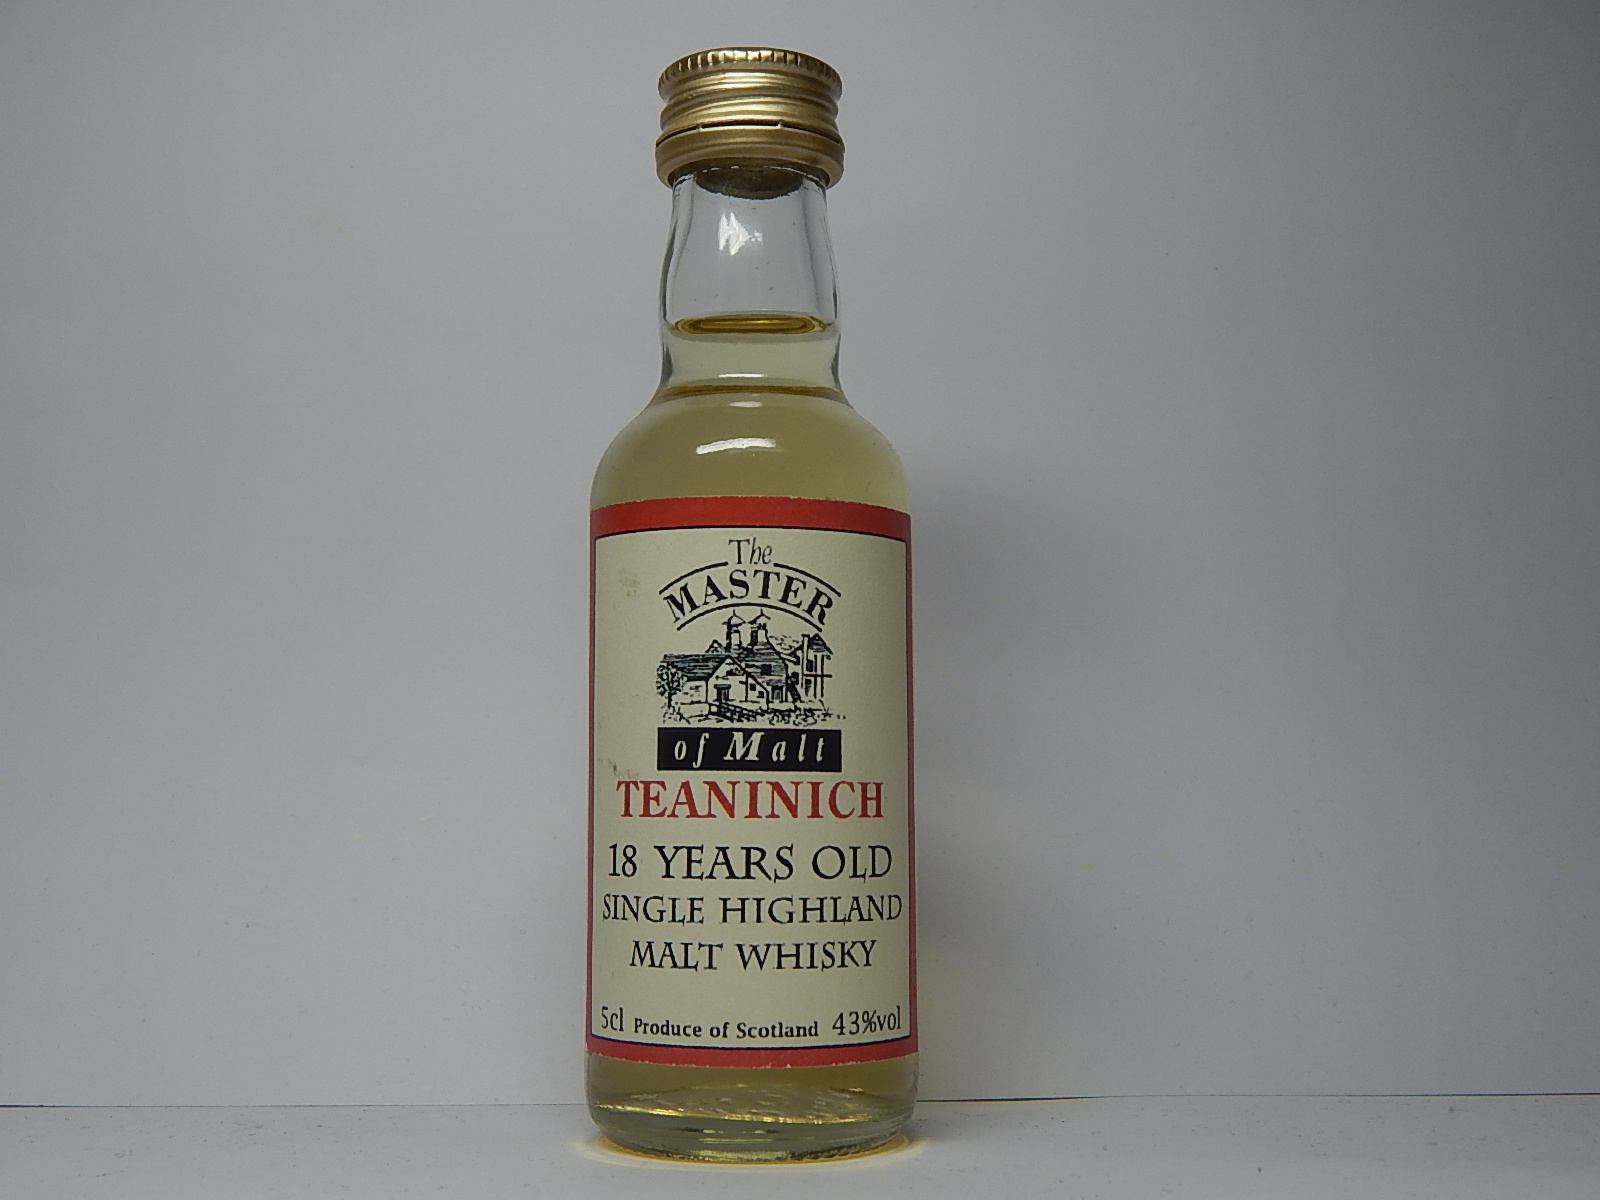 The
MASTER
of Malt
TEANINICH
18 YEARS OLD
SINGLE HIGHLAND
MALT WHISKY
5cl Produce of Scotland 43%vol